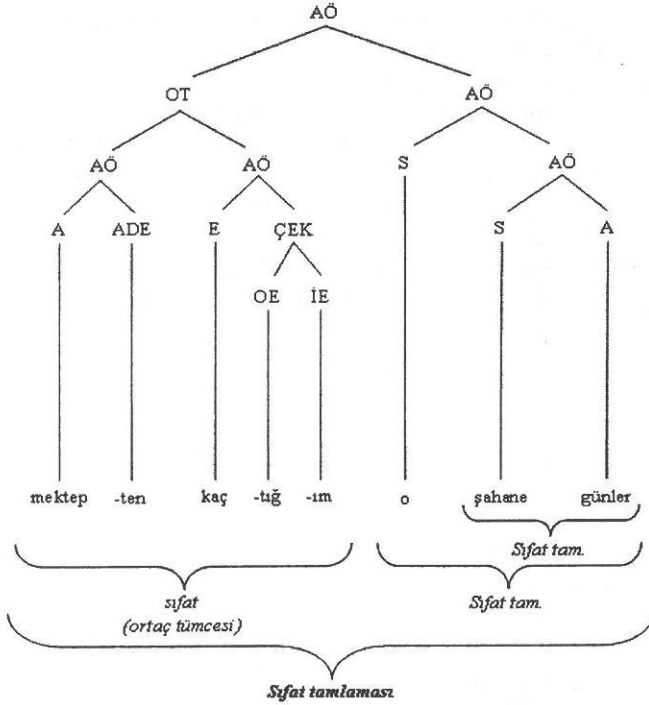 AÖ
OT AÖ
AÖ AÖ S AÖ
A ADE E ÇEK S A
OE İE
mektep -ten kaç -tığ -ım o şahane günler
Sıfat tam.
sıfat Sıfat tam.
(ortaç tümcesi)
Sıfat tamlaması